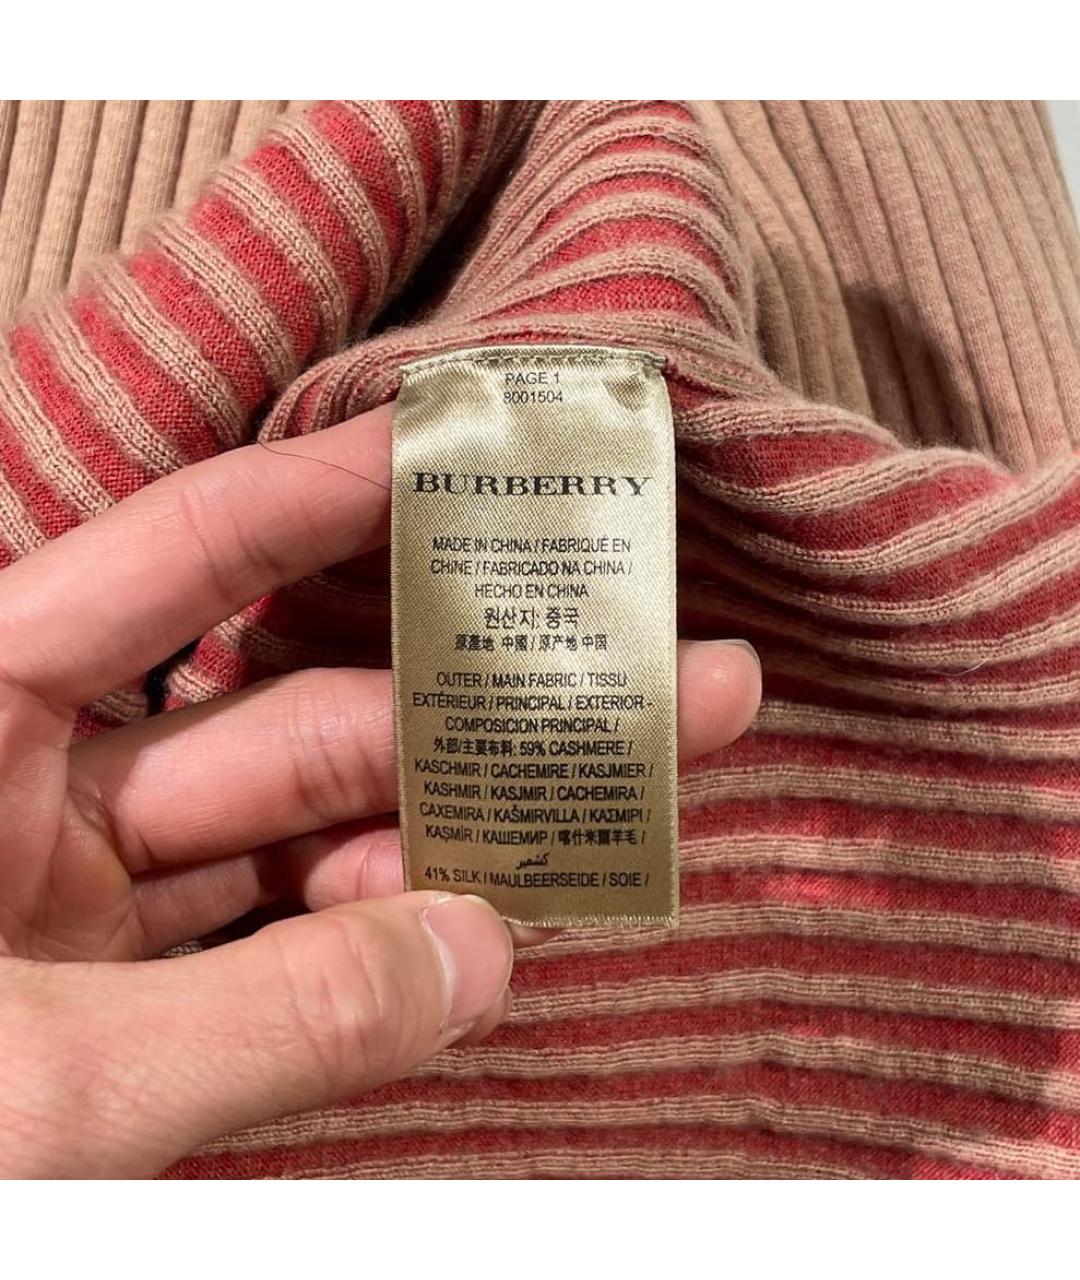 PAGE 1
8001504
BURBERRY
MADE IN CHINA / FABRIQUÉ EN
CHINE / FABRICADO NA CHINA /
HECHO EN CHINA
원산지: 중국
原產地 中國 / 原产地 中国
OUTER / MAIN FABRIC / TISSU
EXTÉRIEUR / PRINCIPAL / EXTERIOR -
COMPOSICION PRINCIPAL /
外部/主要布料: 59% CASHMERE /
KASCHMIR / CACHEMIRE / KASJMIER /
KASHMIR / KASJMIR / CACHEMIRA /
CAXEMIRA / KAŠMIRVILLA / ΚΑΣΜΙΡΙ /
KAŞMİR / КАШЕМИР / 喀什米爾羊毛 /
كشمير
41% SILK / MAULBEERSEIDE / SOIE /